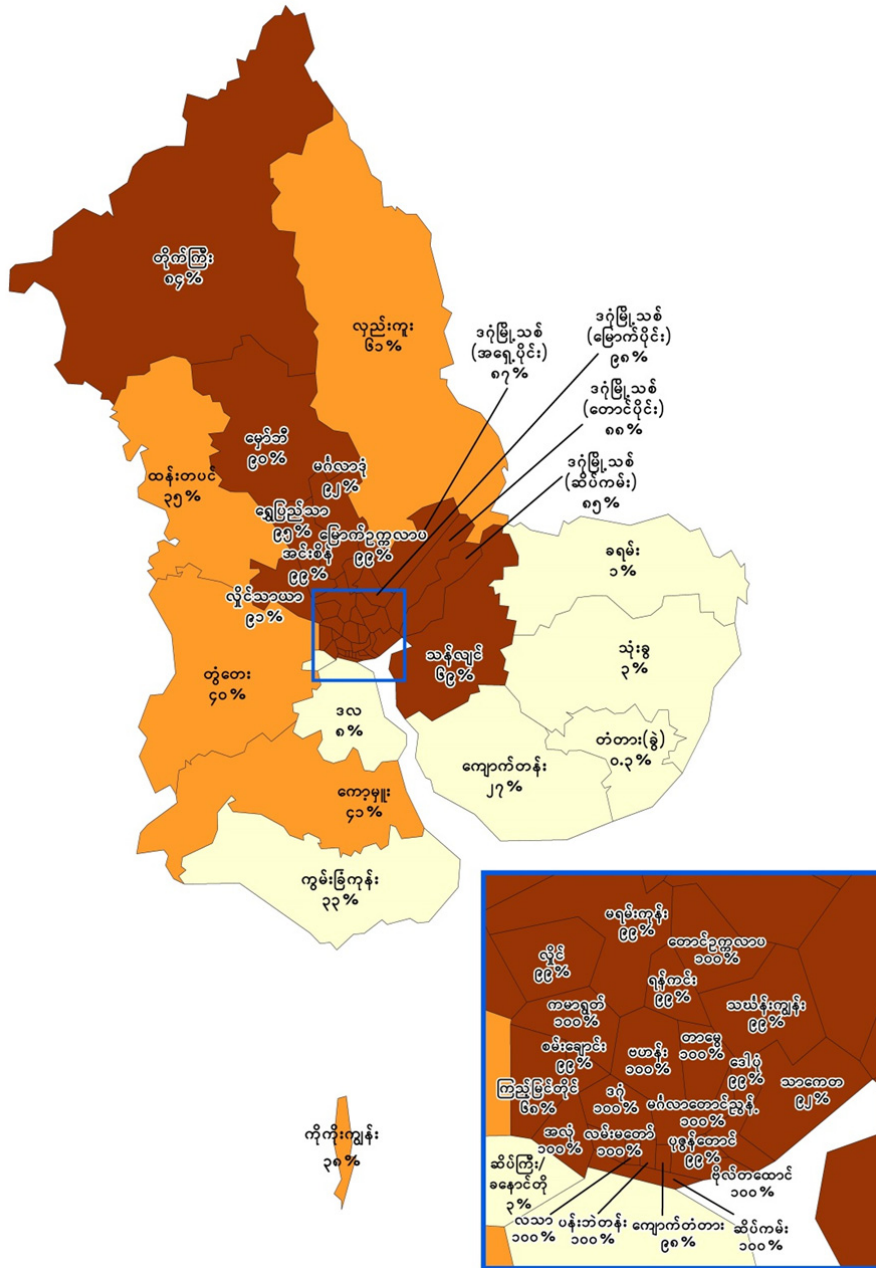 တိုက်ကြီး
၈၄%
လှည်းကူး
၆၁%
ဒဂုံမြို့သစ်
(အရှေ့ပိုင်း)
၈၇%
ဒဂုံမြို့သစ်
(မြောက်ပိုင်း)
၉၈%
ဒဂုံမြို့သစ်
(တောင်ပိုင်း)
၈၈%
ဒဂုံမြို့သစ်
(ဆိပ်ကမ်း)
၈၅%
မှော်ဘီ
၉၀%
မင်္ဂလာဒုံ
၉၂%
ထန်းတပင်
၃၅%
ရွှေပြည်သာ
၉၅%
မြောက်ဥက္ကလာပ
၉၉%
အင်းစိန်
၉၉%
လှိုင်သာယာ
၉၁%
ခရမ်း
၁%
သုံးခွ
၃%
သန်လျင်
၆၉%
တွံတေး
၄၀%
ဒလ
၈%
တံတား(ခွဲ)
၀.၃%
ကျောက်တန်း
၂၇%
ကော့မှူး
၄၁%
ကွမ်းခြံကုန်း
၃၃%
ကိုကိုးကျွန်း
၃၈%
မရမ်းကုန်း
၉၉%
တောင်ဥက္ကလာပ
၁၀၀%
လှိုင်
၉၉%
ရန်ကင်း
၉၉%
ကမာရွတ်
၁၀၀%
သင်္ဃန်းကျွန်း
၉၉%
စမ်းချောင်း
၉၉%
ဗဟန်း
၁၀၀%
တာမွေ
၁၀၀%
ဒေါပုံ
၉၉%
သာကေတ
၉၂%
ကြည့်မြင်တိုင်
၆၈%
ဒဂုံ
၁၀၀%
မင်္ဂလာတောင်ညွန့်
၁၀၀%
အလုံ
၁၀၀%
လမ်းမတော်
၁၀၀%
ပုဇွန်တောင်
၉၉%
ဗိုလ်တထောင်
၁၀၀%
ဆိပ်ကြီး/
ခနောင်တို
၃%
လသာ
၁၀၀%
ပန်းဘဲတန်း
၁၀၀%
ကျောက်တံတား
၉၈%
ဆိပ်ကမ်း
၁၀၀%